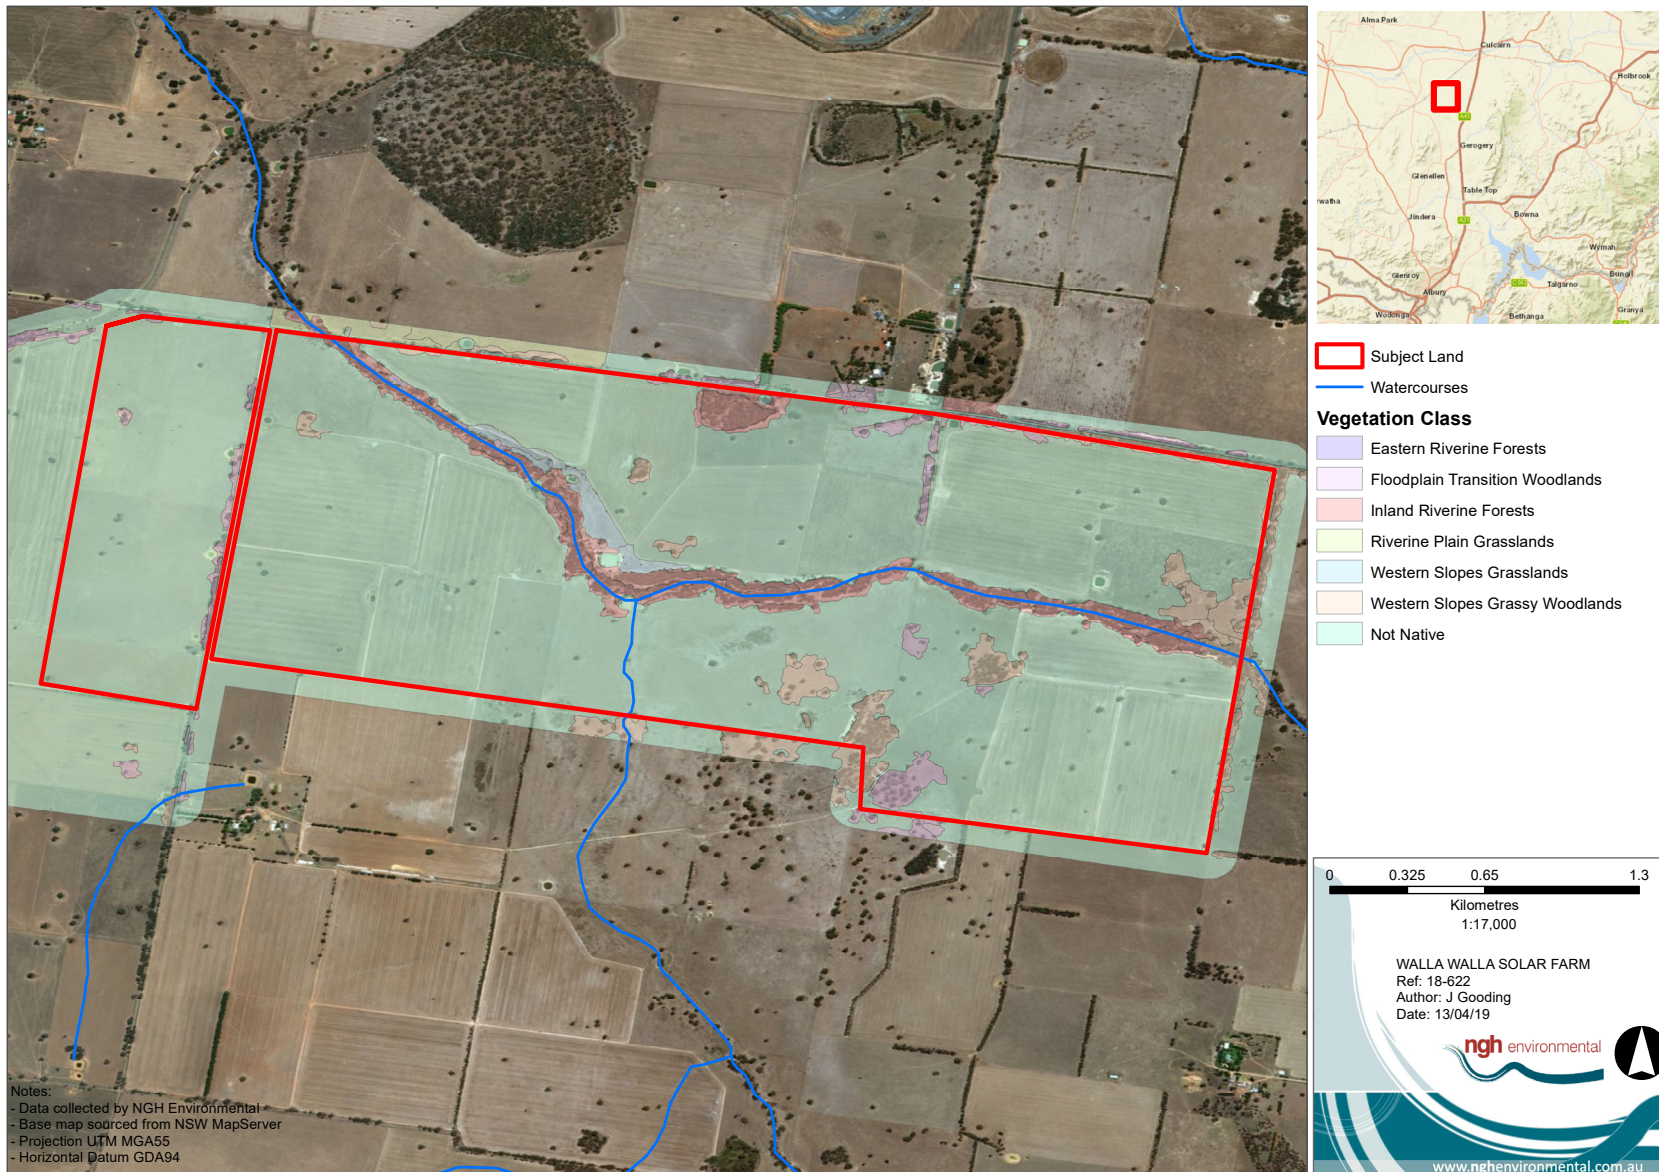 Alma Park
Culcairn
Holbrook
A41
Gerogery
Glenellen
Table Top
rwatha
Jindera
Bowna
A21
Wymah
Glenroy
Bungil
Talgarno
Albury
Granya
Wodonga
Bethanga
Subject Land
Watercourses
Vegetation Class
Eastern Riverine Forests
Floodplain Transition Woodlands
Inland Riverine Forests
Riverine Plain Grasslands
Western Slopes Grasslands
Western Slopes Grassy Woodlands
Not Native
0 0.325 0.65 1.3
Kilometres
1:17,000
WALLA WALLA SOLAR FARM
Ref: 18-622
Author: J Gooding
Date: 13/04/19
ngh environmental
www.nghenvironmental.com.au
Notes:
- Data collected by NGH Environmental
- Base map sourced from NSW MapServer
- Projection UTM MGA55
- Horizontal Datum GDA94